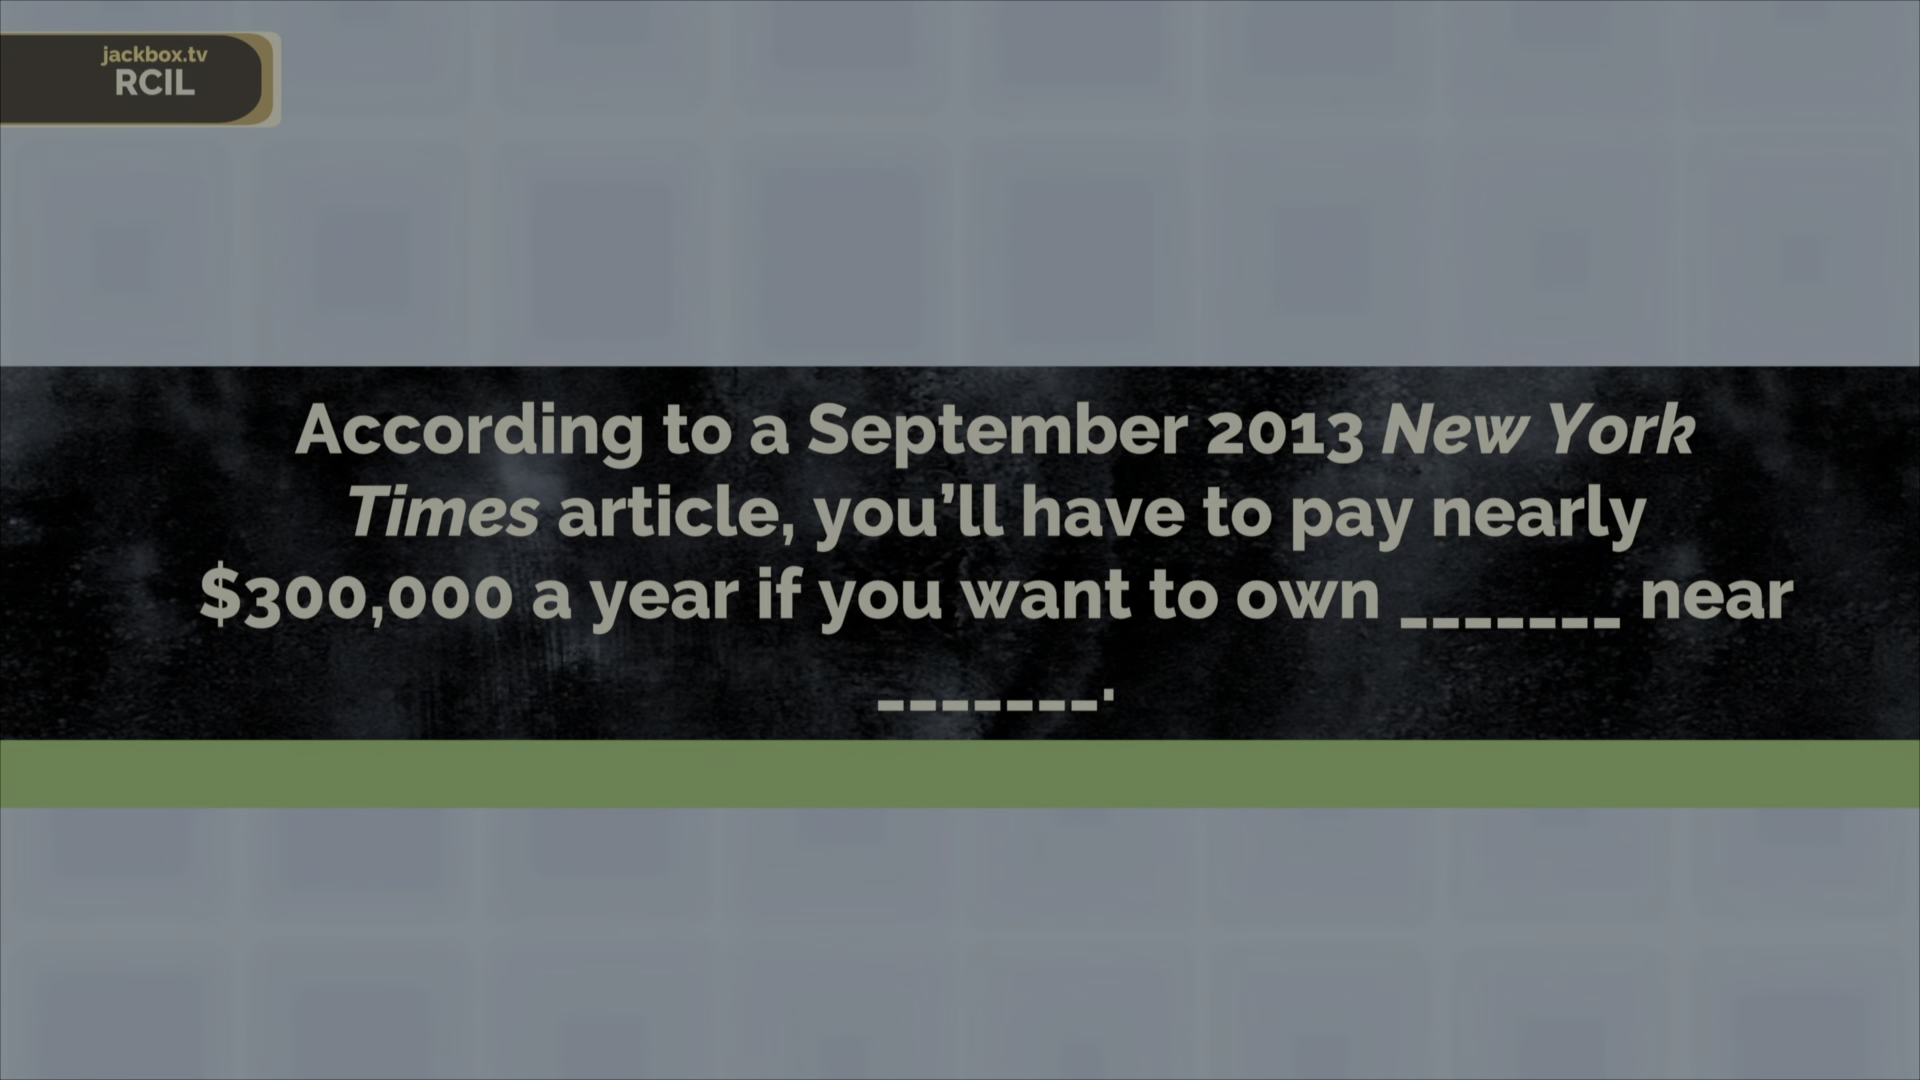 jackbox.tv
RCIL
According to a September 2013 New York
Times article, you’ll have to pay nearly
$300,000 a year if you want to own _______ near
_______.